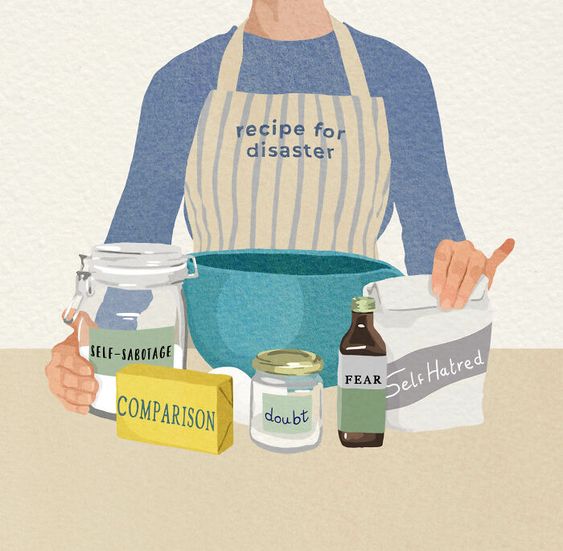 recipe for
disaster
SELF-SABOTAGE
COMPARISON
doubt
FEAR
Self Hatred